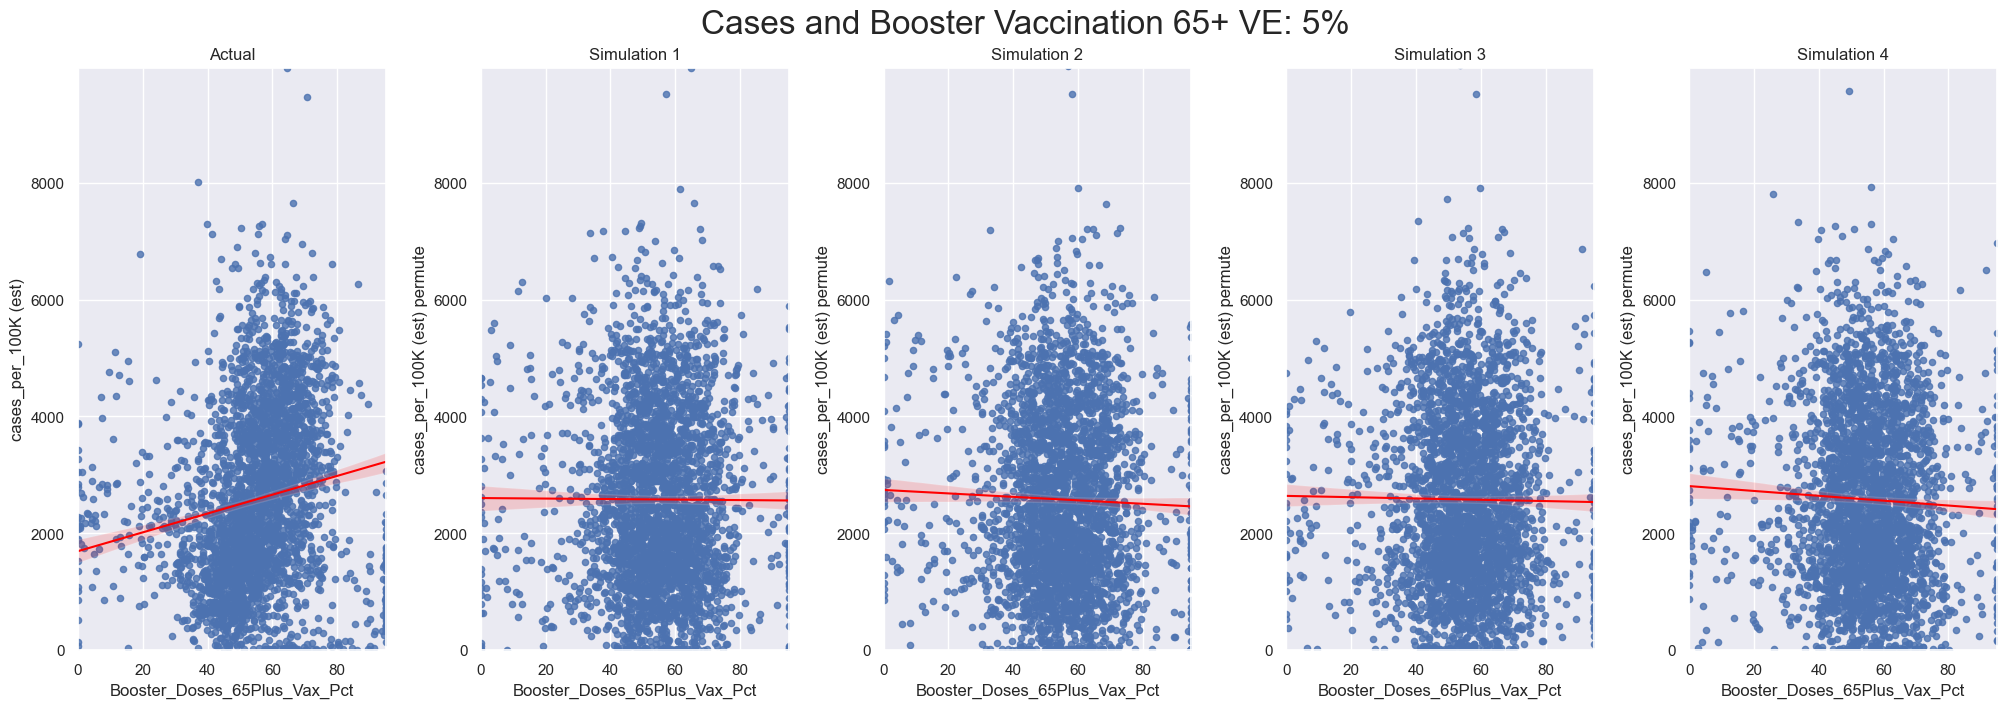 Cases and Booster Vaccination 65+ VE: 5%
Actual
cases_per_100K (est)
8000
6000
4000
2000
0
0 20 40 60 80
Booster_Doses_65Plus_Vax_Pct
Simulation 1
cases_per_100K (est) permute
8000
6000
4000
2000
0
0 20 40 60 80
Booster_Doses_65Plus_Vax_Pct
Simulation 2
cases_per_100K (est) permute
8000
6000
4000
2000
0
0 20 40 60 80
Booster_Doses_65Plus_Vax_Pct
Simulation 3
cases_per_100K (est) permute
8000
6000
4000
2000
0
0 20 40 60 80
Booster_Doses_65Plus_Vax_Pct
Simulation 4
cases_per_100K (est) permute
8000
6000
4000
2000
0
0 20 40 60 80
Booster_Doses_65Plus_Vax_Pct